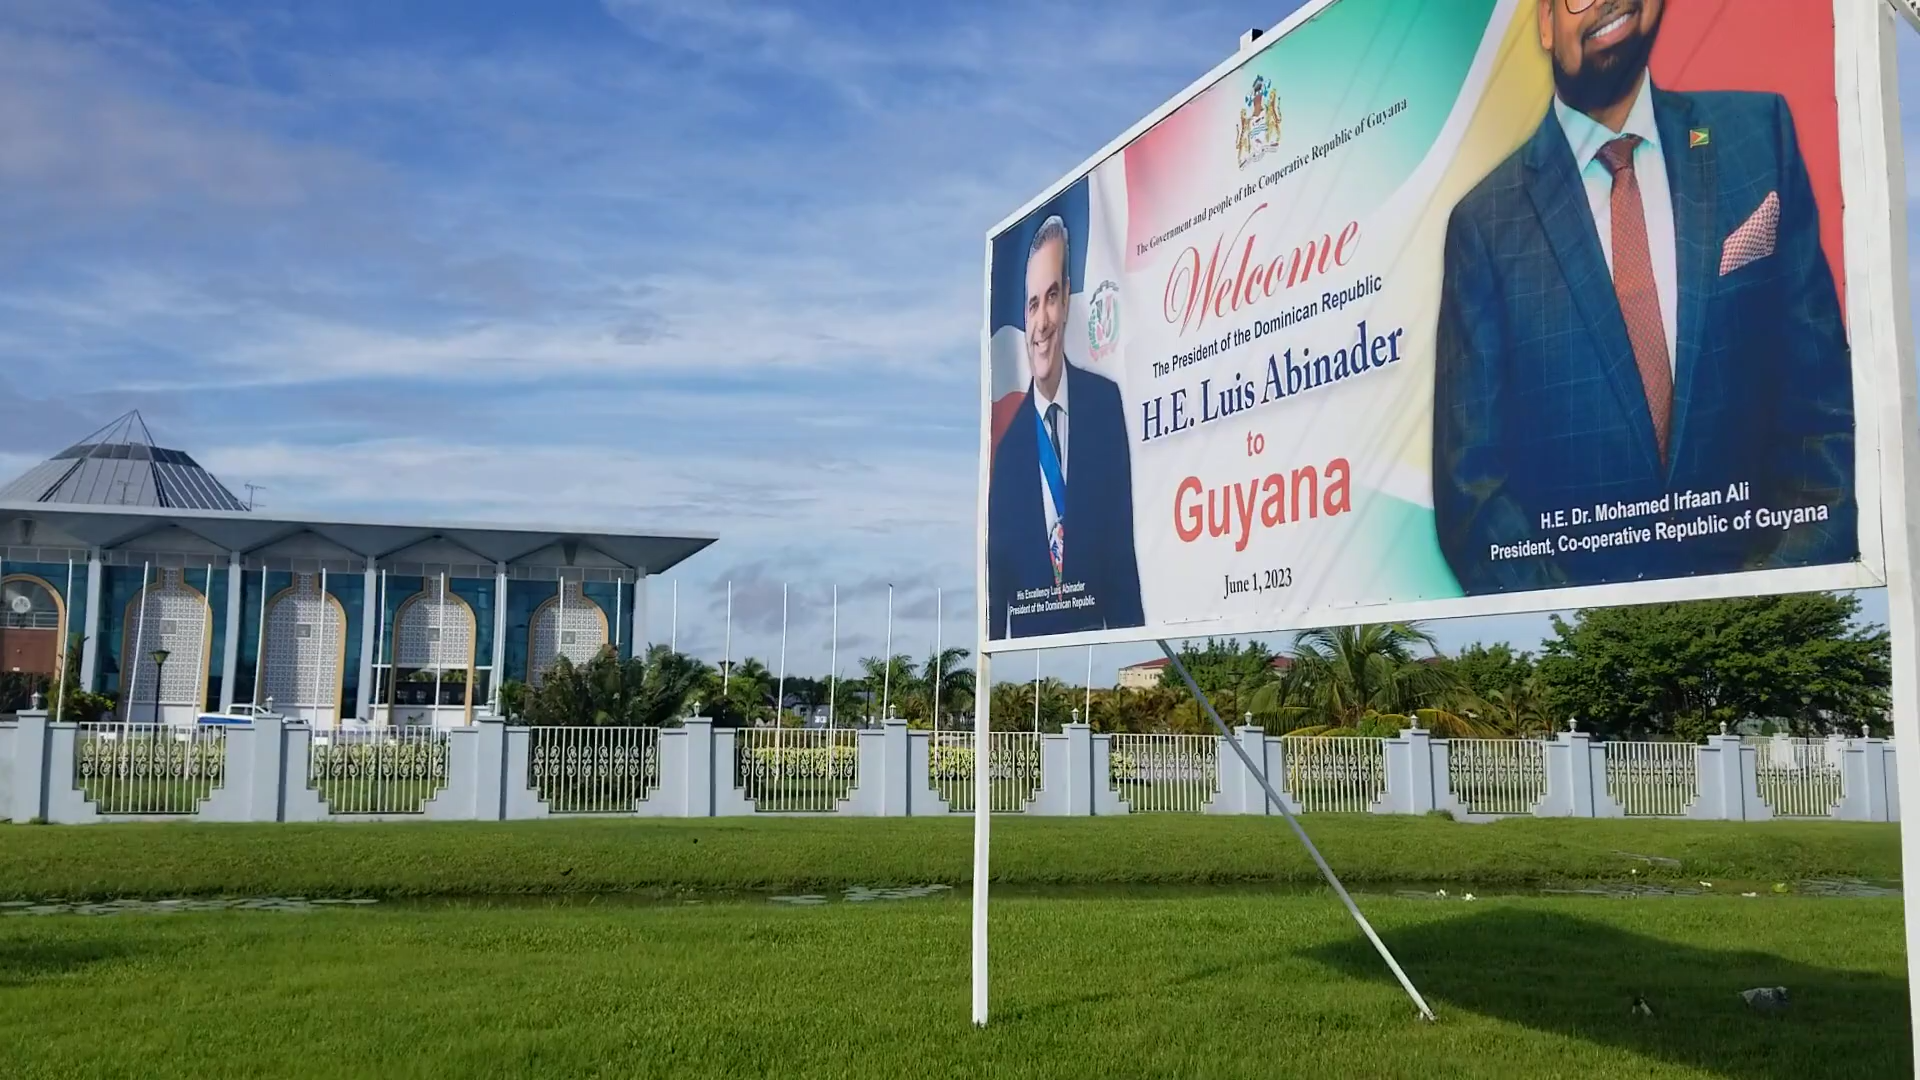 The Government and people of the Cooperative Republic of Guyana
Welcome
The President of the Dominican Republic
H.E. Luis Abinader
to
Guyana
June 1, 2023
His Excellency Luis Abinader
President of the Dominican Republic
H.E. Dr. Mohamed Irfaan Ali
President, Co-operative Republic of Guyana